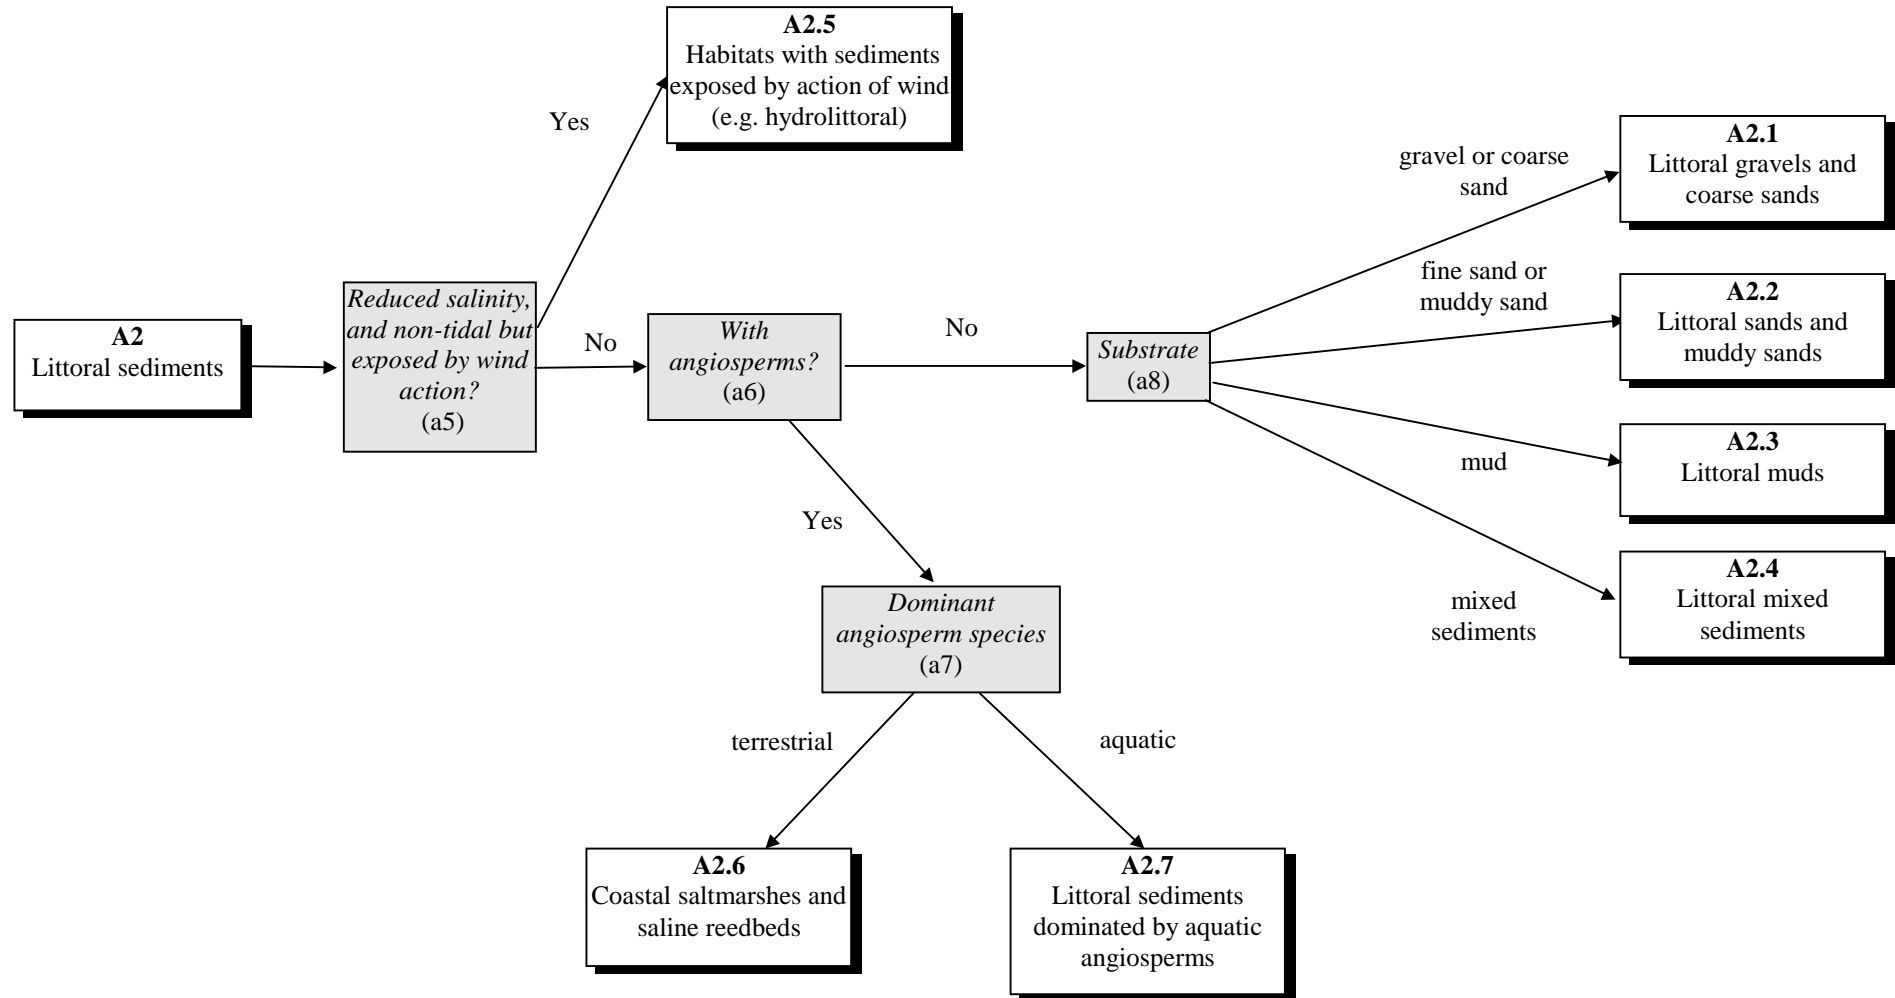 A2.5
Habitats with sediments
exposed by action of wind
(e.g. hydrolittoral)
Yes
A2
Littoral sediments
Reduced salinity,
and non-tidal but
exposed by wind
action?
(a5)
No
With
angiosperms?
(a6)
No
Substrate
(a8)
gravel or coarse
sand
A2.1
Littoral gravels and
coarse sands
fine sand or
muddy sand
A2.2
Littoral sands and
muddy sands
mud
A2.3
Littoral muds
mixed
sediments
A2.4
Littoral mixed
sediments
Yes
Dominant
angiosperm species
(a7)
terrestrial
aquatic
A2.6
Coastal saltmarshes and
saline reedbeds
A2.7
Littoral sediments
dominated by aquatic
angiosperms